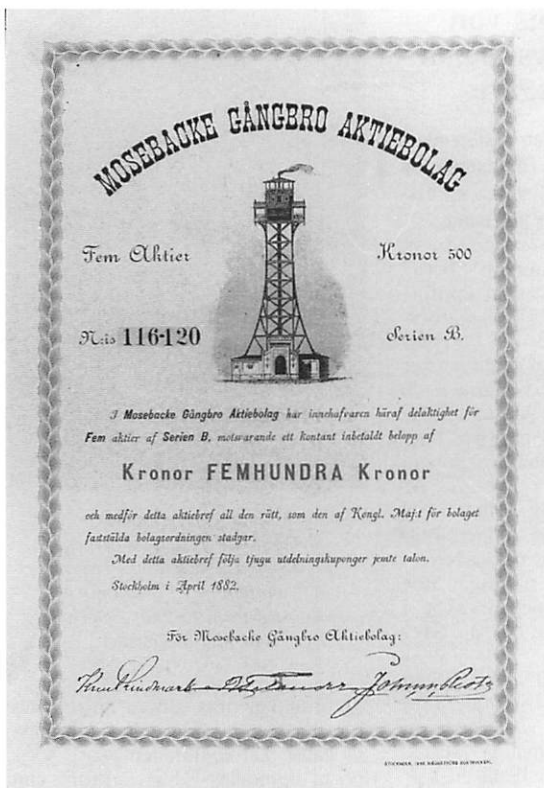 MOSEBACKE GÅNGBRO AKTIEBOLAG
Fem Aktier
Kronor 500
N:is 116-120
Serien B.
I Mosebacke Gångbro Aktiebolag har innehafvaren häraf delaktighet för
Fem aktier af Serien B, motsvarande ett kontant inbetaldt belopp af
Kronor FEMHUNDRA Kronor
och medför detta aktiebref all den rätt, som den af Kongl. Maj:t för bolaget
faststälda bolagsordningen stadgar.
Med detta aktiebref följa tjugu utdelningskuponger jemte talon.
Stockholm i April 1882.
För Mosebacke Gångbro Aktiebolag:
Knut Lindmark